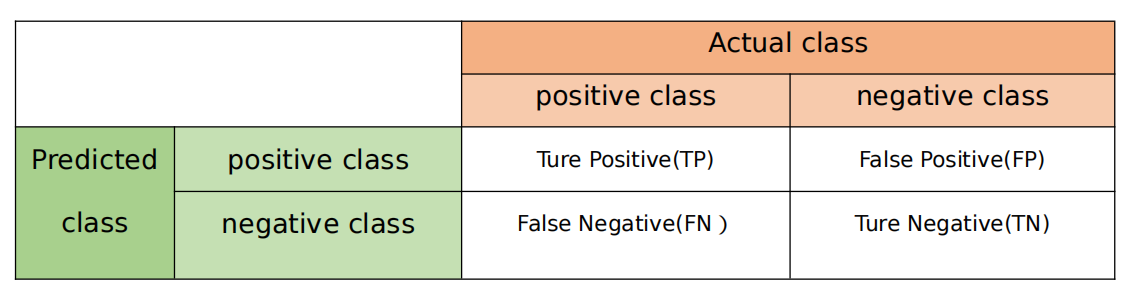 Actual class
positive class
negative class
Predicted
class
positive class
Ture Positive(TP)
False Positive(FP)
negative class
False Negative(FN )
Ture Negative(TN)